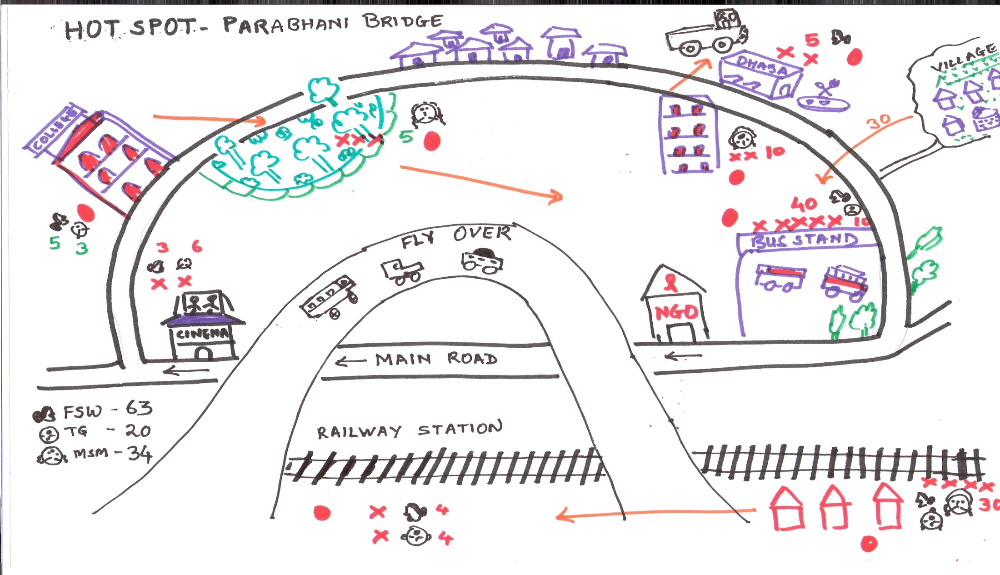 HOT SPOT - PARABHANI BRIDGE
5
DHABA
VILLAGE
COLLEGE
30
5
10
40
10
5 3
3 6
FLY OVER
BUS STAND
NGO
CINEMA
← MAIN ROAD
FSW - 63
TG - 20
MSM - 34
RAILWAY STATION
4
4
30